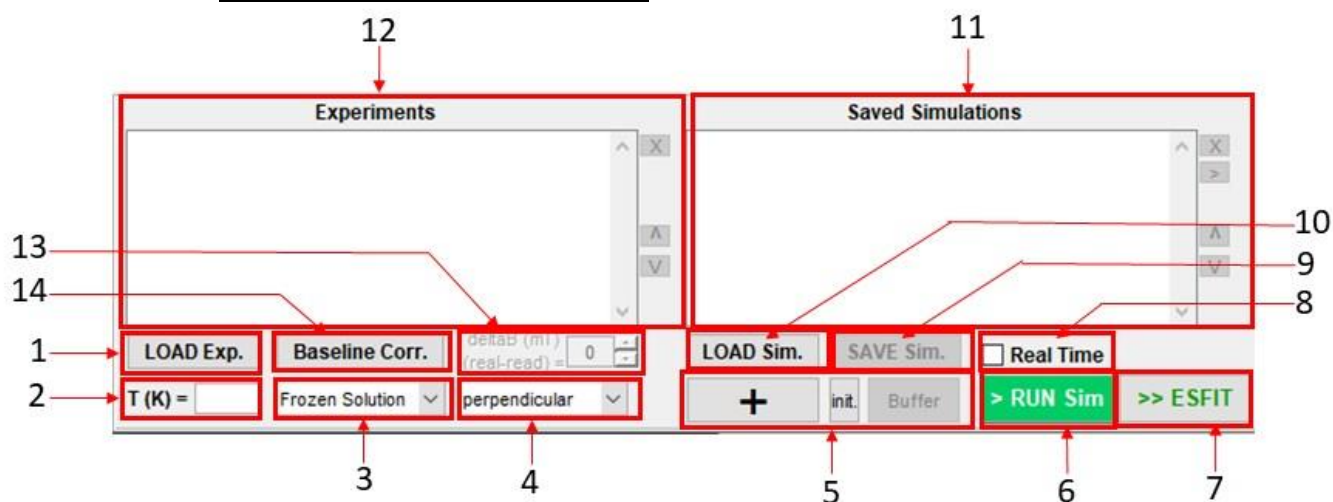 12 11
Experiments Saved Simulations
X X
>
10
13 ^ ^
9
14 V V
8
1 LOAD Exp. Baseline Corr. deltaB (mT) (real-read) = 0 LOAD Sim. SAVE Sim. Real Time
2 T (K) = Frozen Solution perpendicular + init. Buffer > RUN Sim >> ESFIT
3 4 5 6 7